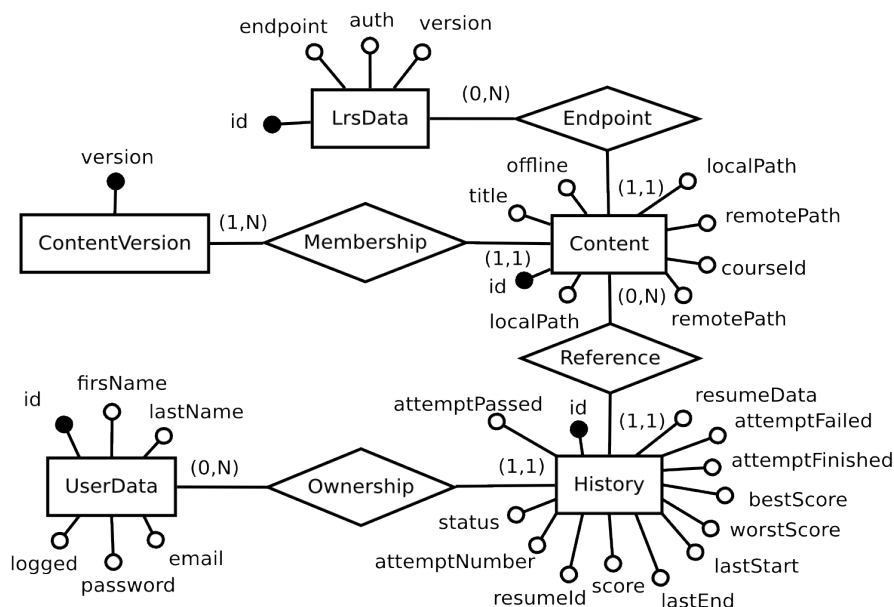 endpoint
auth
version
(0,N)
id
LrsData
Endpoint
version
offline
localPath
(1,1)
title
remotePath
(1,N)
ContentVersion
Membership
Content
(1,1)
courseId
id
(0,N)
localPath
remotePath
Reference
firsName
id
resumeData
attemptPassed
id
lastName
(1,1)
attemptFailed
attemptFinished
(0,N)
(1,1)
UserData
Ownership
History
bestScore
status
worstScore
logged
email
attemptNumber
lastStart
password
resumeId
score
lastEnd